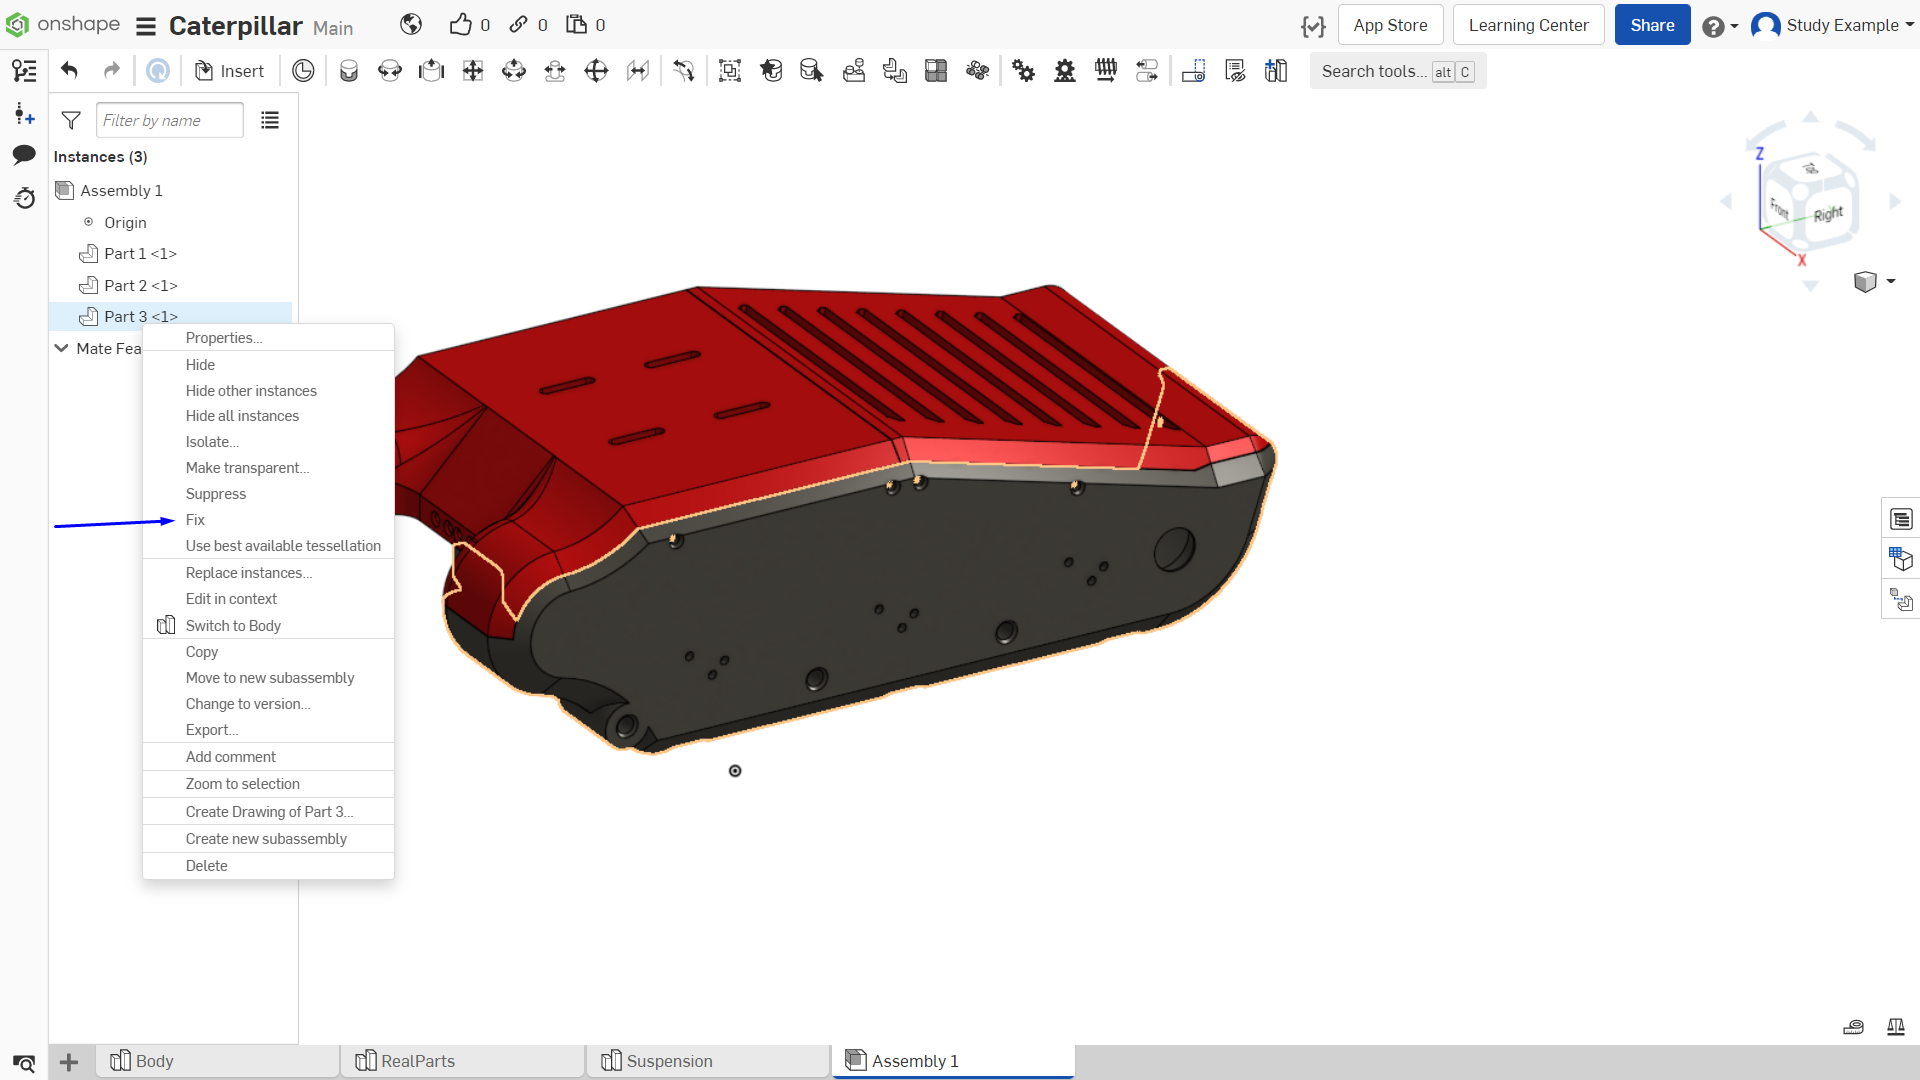 onshape Caterpillar Main 0 0 0 App Store Learning Center Share Study Example
Insert Search tools... alt C
Filter by name
Instances (3)
Assembly 1
Origin
Part 1 <1>
Part 2 <1>
Part 3 <1>
Mate Fea
Properties...
Hide
Hide other instances
Hide all instances
Isolate...
Make transparent...
Suppress
Fix
Use best available tessellation
Replace instances...
Edit in context
Switch to Body
Copy
Move to new subassembly
Change to version...
Export...
Add comment
Zoom to selection
Create Drawing of Part 3...
Create new subassembly
Delete
Z
Top
Front Right
X
Body RealParts Suspension Assembly 1